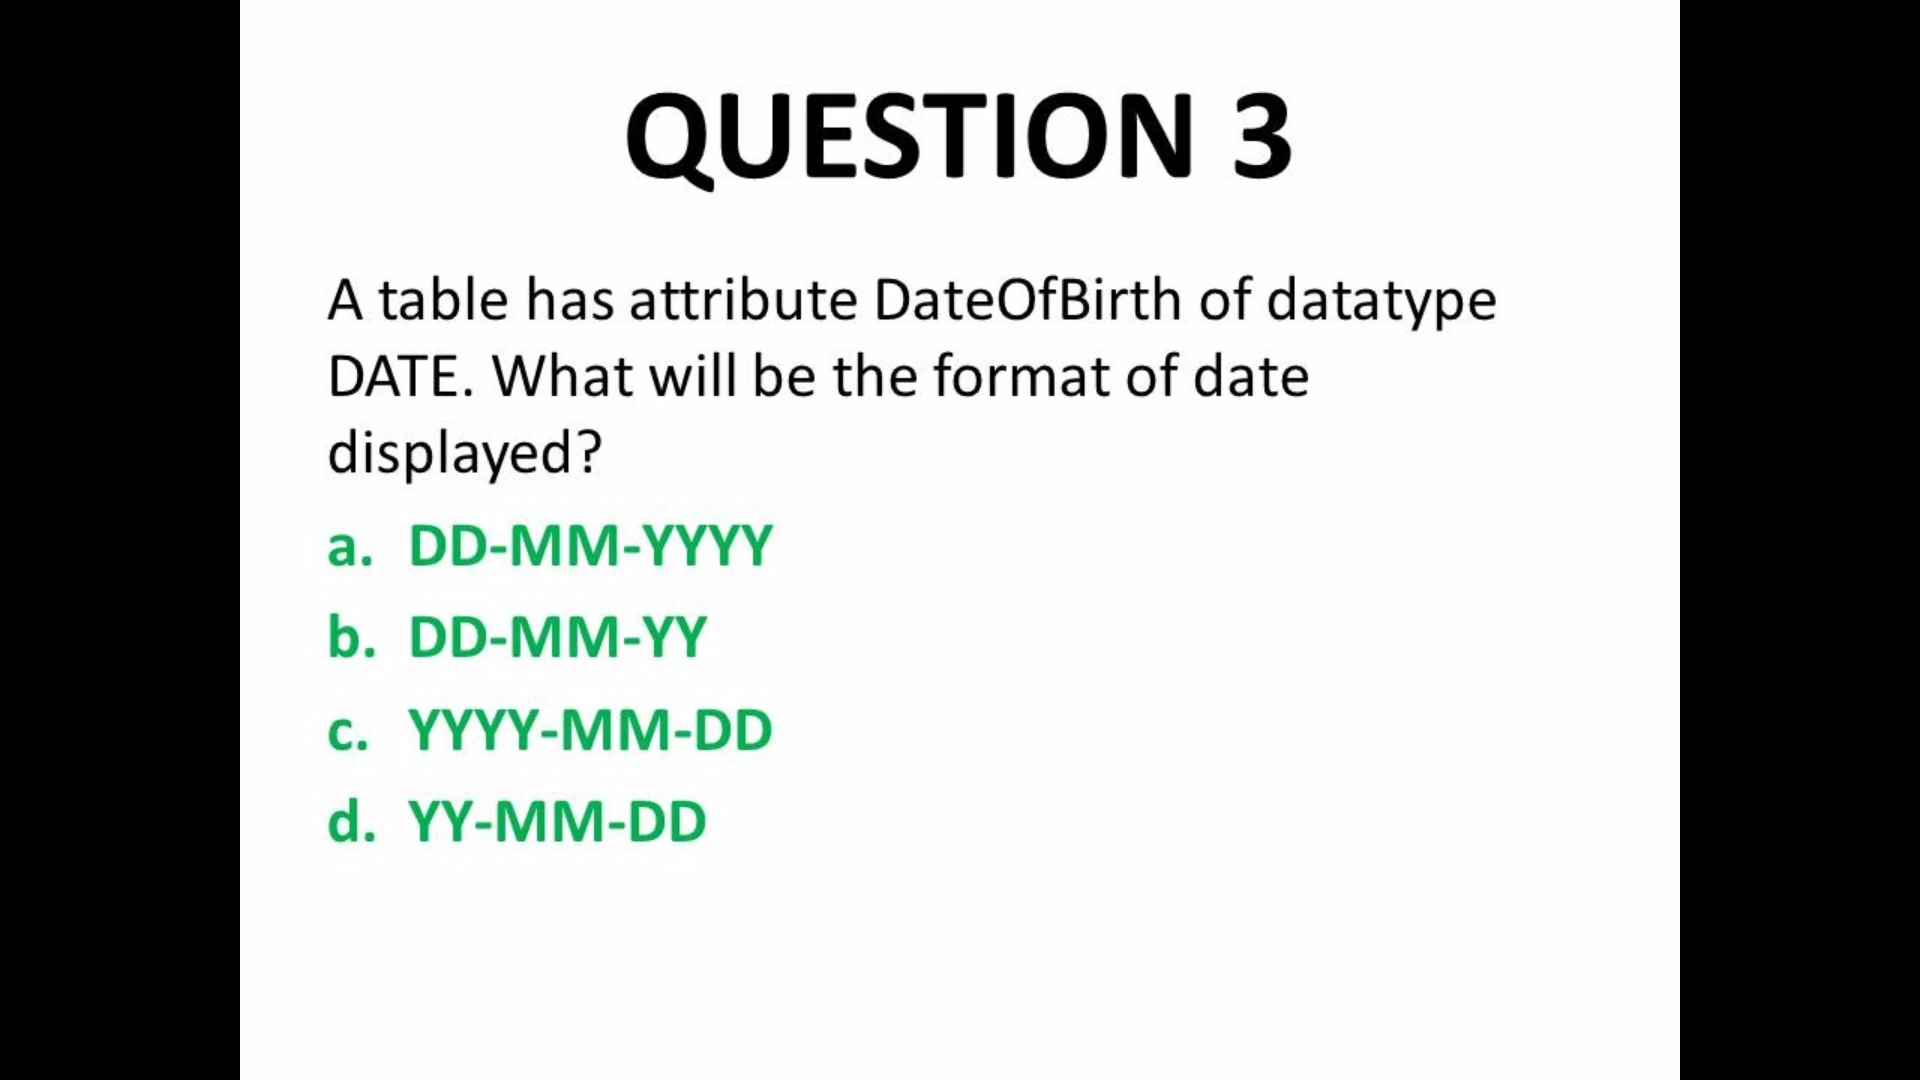 QUESTION 3
A table has attribute DateOfBirth of datatype
DATE. What will be the format of date
displayed?
a. DD-MM-YYYY
b. DD-MM-YY
c. YYYY-MM-DD
d. YY-MM-DD